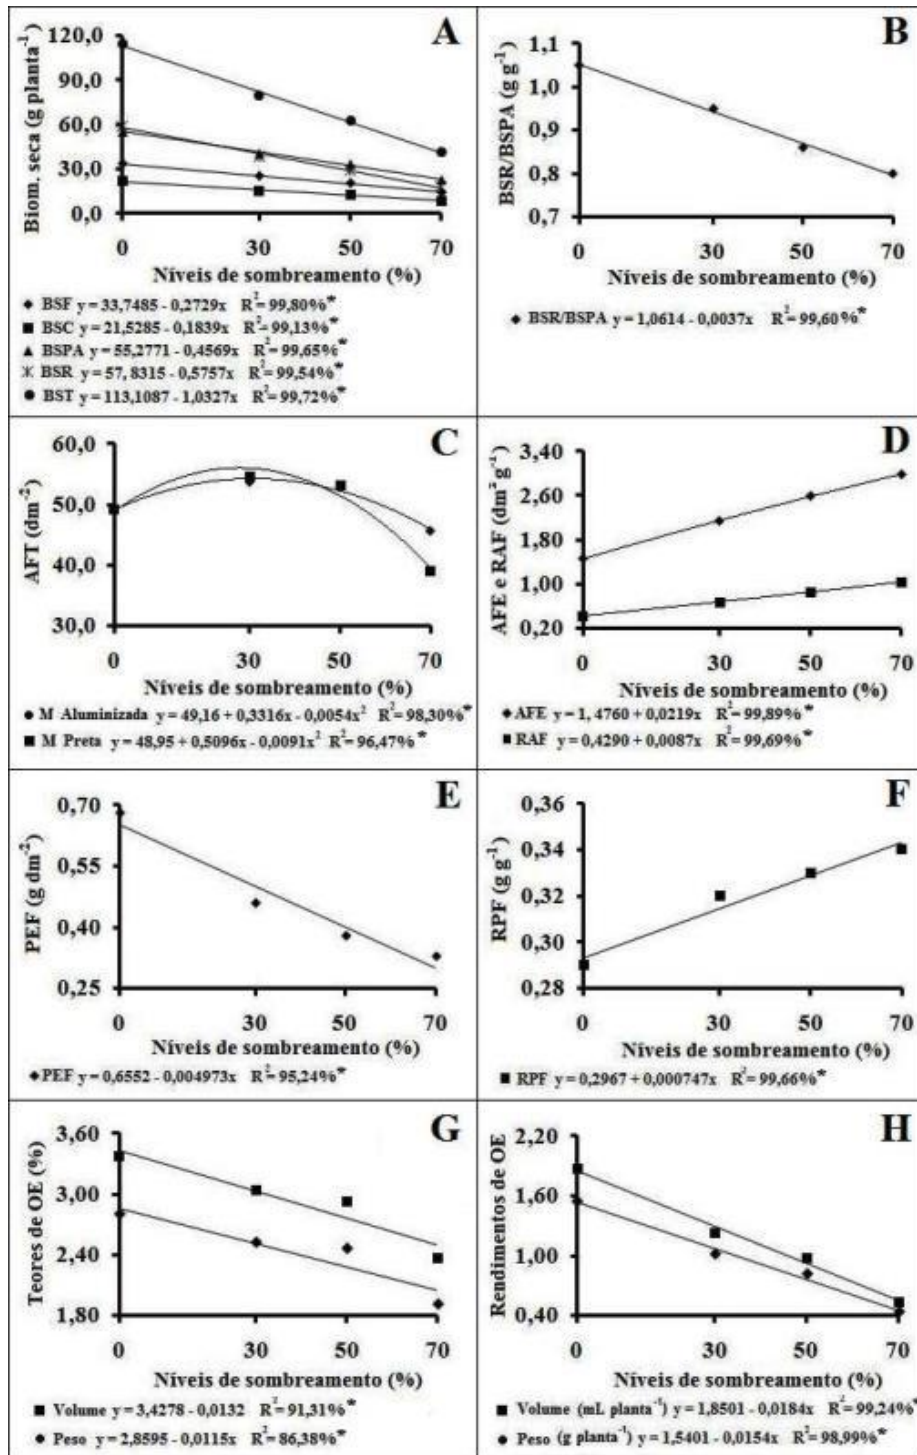 A
Biom. seca (g planta⁻¹)
120,0
90,0
60,0
30,0
0,0
0 30 50 70
Níveis de sombreamento (%)
BSF y = 33,7485 - 0,2729x R²= 99,80%*
BSC y = 21,5285 - 0,1839x R²= 99,13%*
BSPA y = 55,2771 - 0,4569x R²= 99,65%*
BSR y = 57, 8315 - 0,5757x R²= 99,54%*
BST y = 113,1087 - 1,0327x R²= 99,72%*
B
BSR/BSPA (g g⁻¹)
1,1
1,0
0,9
0,8
0,7
0 30 50 70
Níveis de sombreamento (%)
BSR/BSPA y = 1,0614 - 0,0037x R²= 99,60%*
C
AFT (dm⁻²)
60,0
50,0
40,0
30,0
0 30 50 70
Níveis de sombreamento (%)
M Aluminizada y = 49,16 + 0,3316x - 0,0054x² R²= 98,30%*
M Preta y = 48,95 + 0,5096x - 0,0091x² R²= 96,47%*
D
AFE e RAF (dm² g⁻¹)
3,40
2,60
1,80
1,00
0,20
0 30 50 70
Níveis de sombreamento (%)
AFE y = 1, 4760 + 0,0219x R²= 99,89%*
RAF y = 0,4290 + 0,0087x R²= 99,69%*
E
PEF (g dm⁻²)
0,70
0,55
0,40
0,25
0 30 50 70
Níveis de sombreamento (%)
PEF y = 0,6552 - 0,004973x R²= 95,24%*
F
RPF (g g⁻¹)
0,36
0,34
0,32
0,30
0,28
0 30 50 70
Níveis de sombreamento (%)
RPF y = 0,2967 + 0,000747x R²= 99,66%*
G
Teores de OE (%)
3,60
3,00
2,40
1,80
0 30 50 70
Níveis de sombreamento (%)
Volume y = 3,4278 - 0,0132 R²= 91,31%*
Peso y = 2,8595 - 0,0115x R²= 86,38%*
H
Rendimentos de OE
2,20
1,60
1,00
0,40
0 30 50 70
Níveis de sombreamento (%)
Volume (mL planta⁻¹) y = 1,8501 - 0,0184x R²= 99,24%*
Peso (g planta⁻¹) y = 1,5401 - 0,0154x R²= 98,99%*